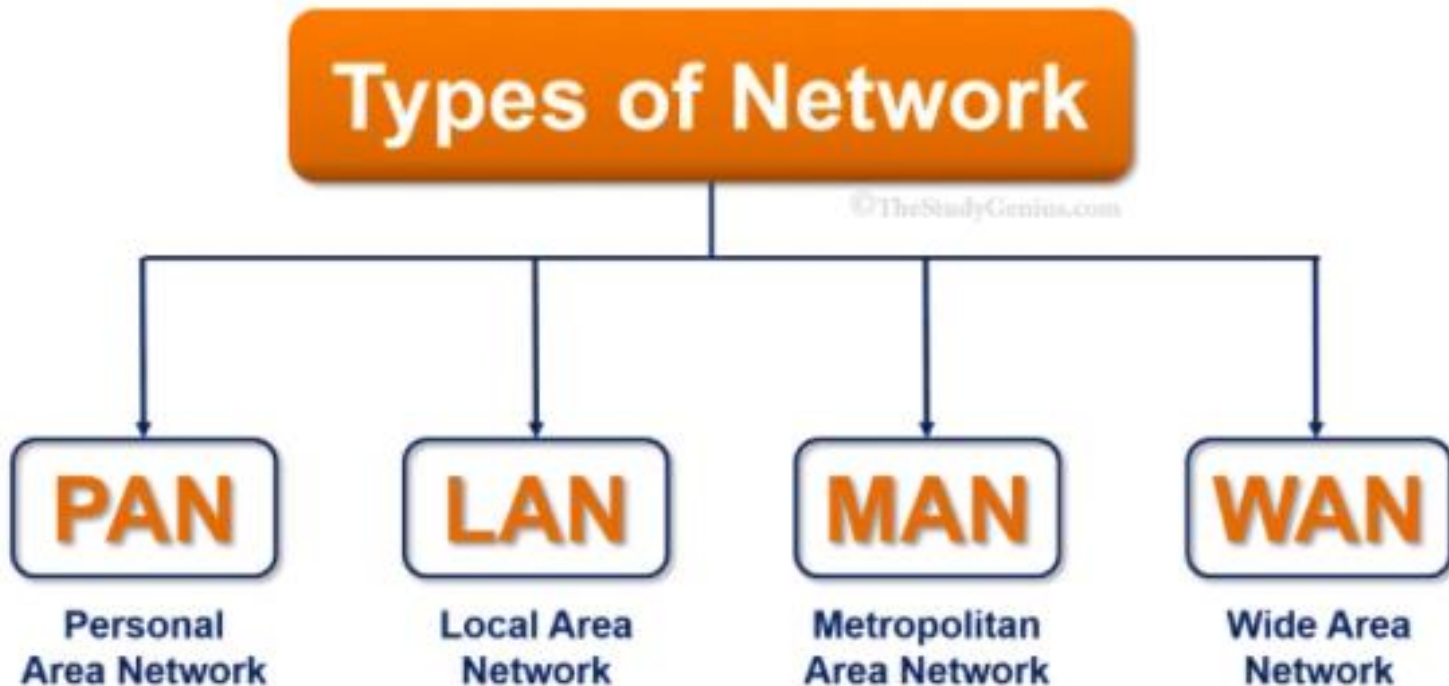 Types of Network
©TheStudyGenius.com
PAN
LAN
MAN
WAN
Personal
Area Network
Local Area
Network
Metropolitan
Area Network
Wide Area
Network